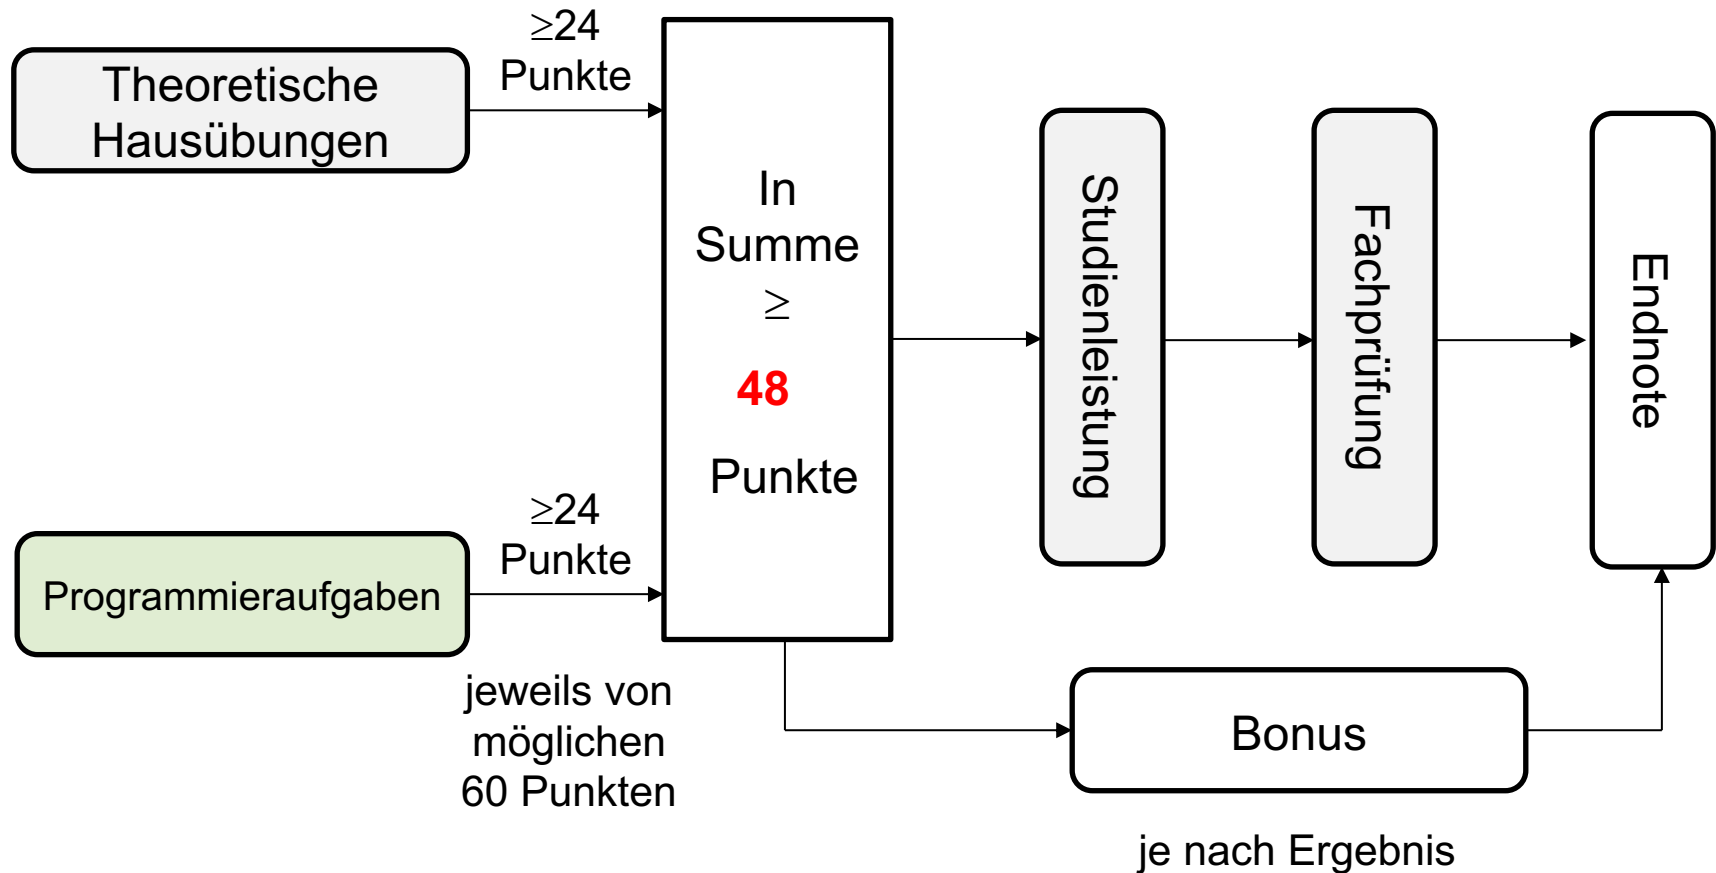 ≥24
Punkte
Theoretische
Hausübungen
In
Summe
≥
48
Punkte
Studienleistung
Fachprüfung
Endnote
≥24
Punkte
Programmieraufgaben
jeweils von
möglichen
60 Punkten
Bonus
je nach Ergebnis